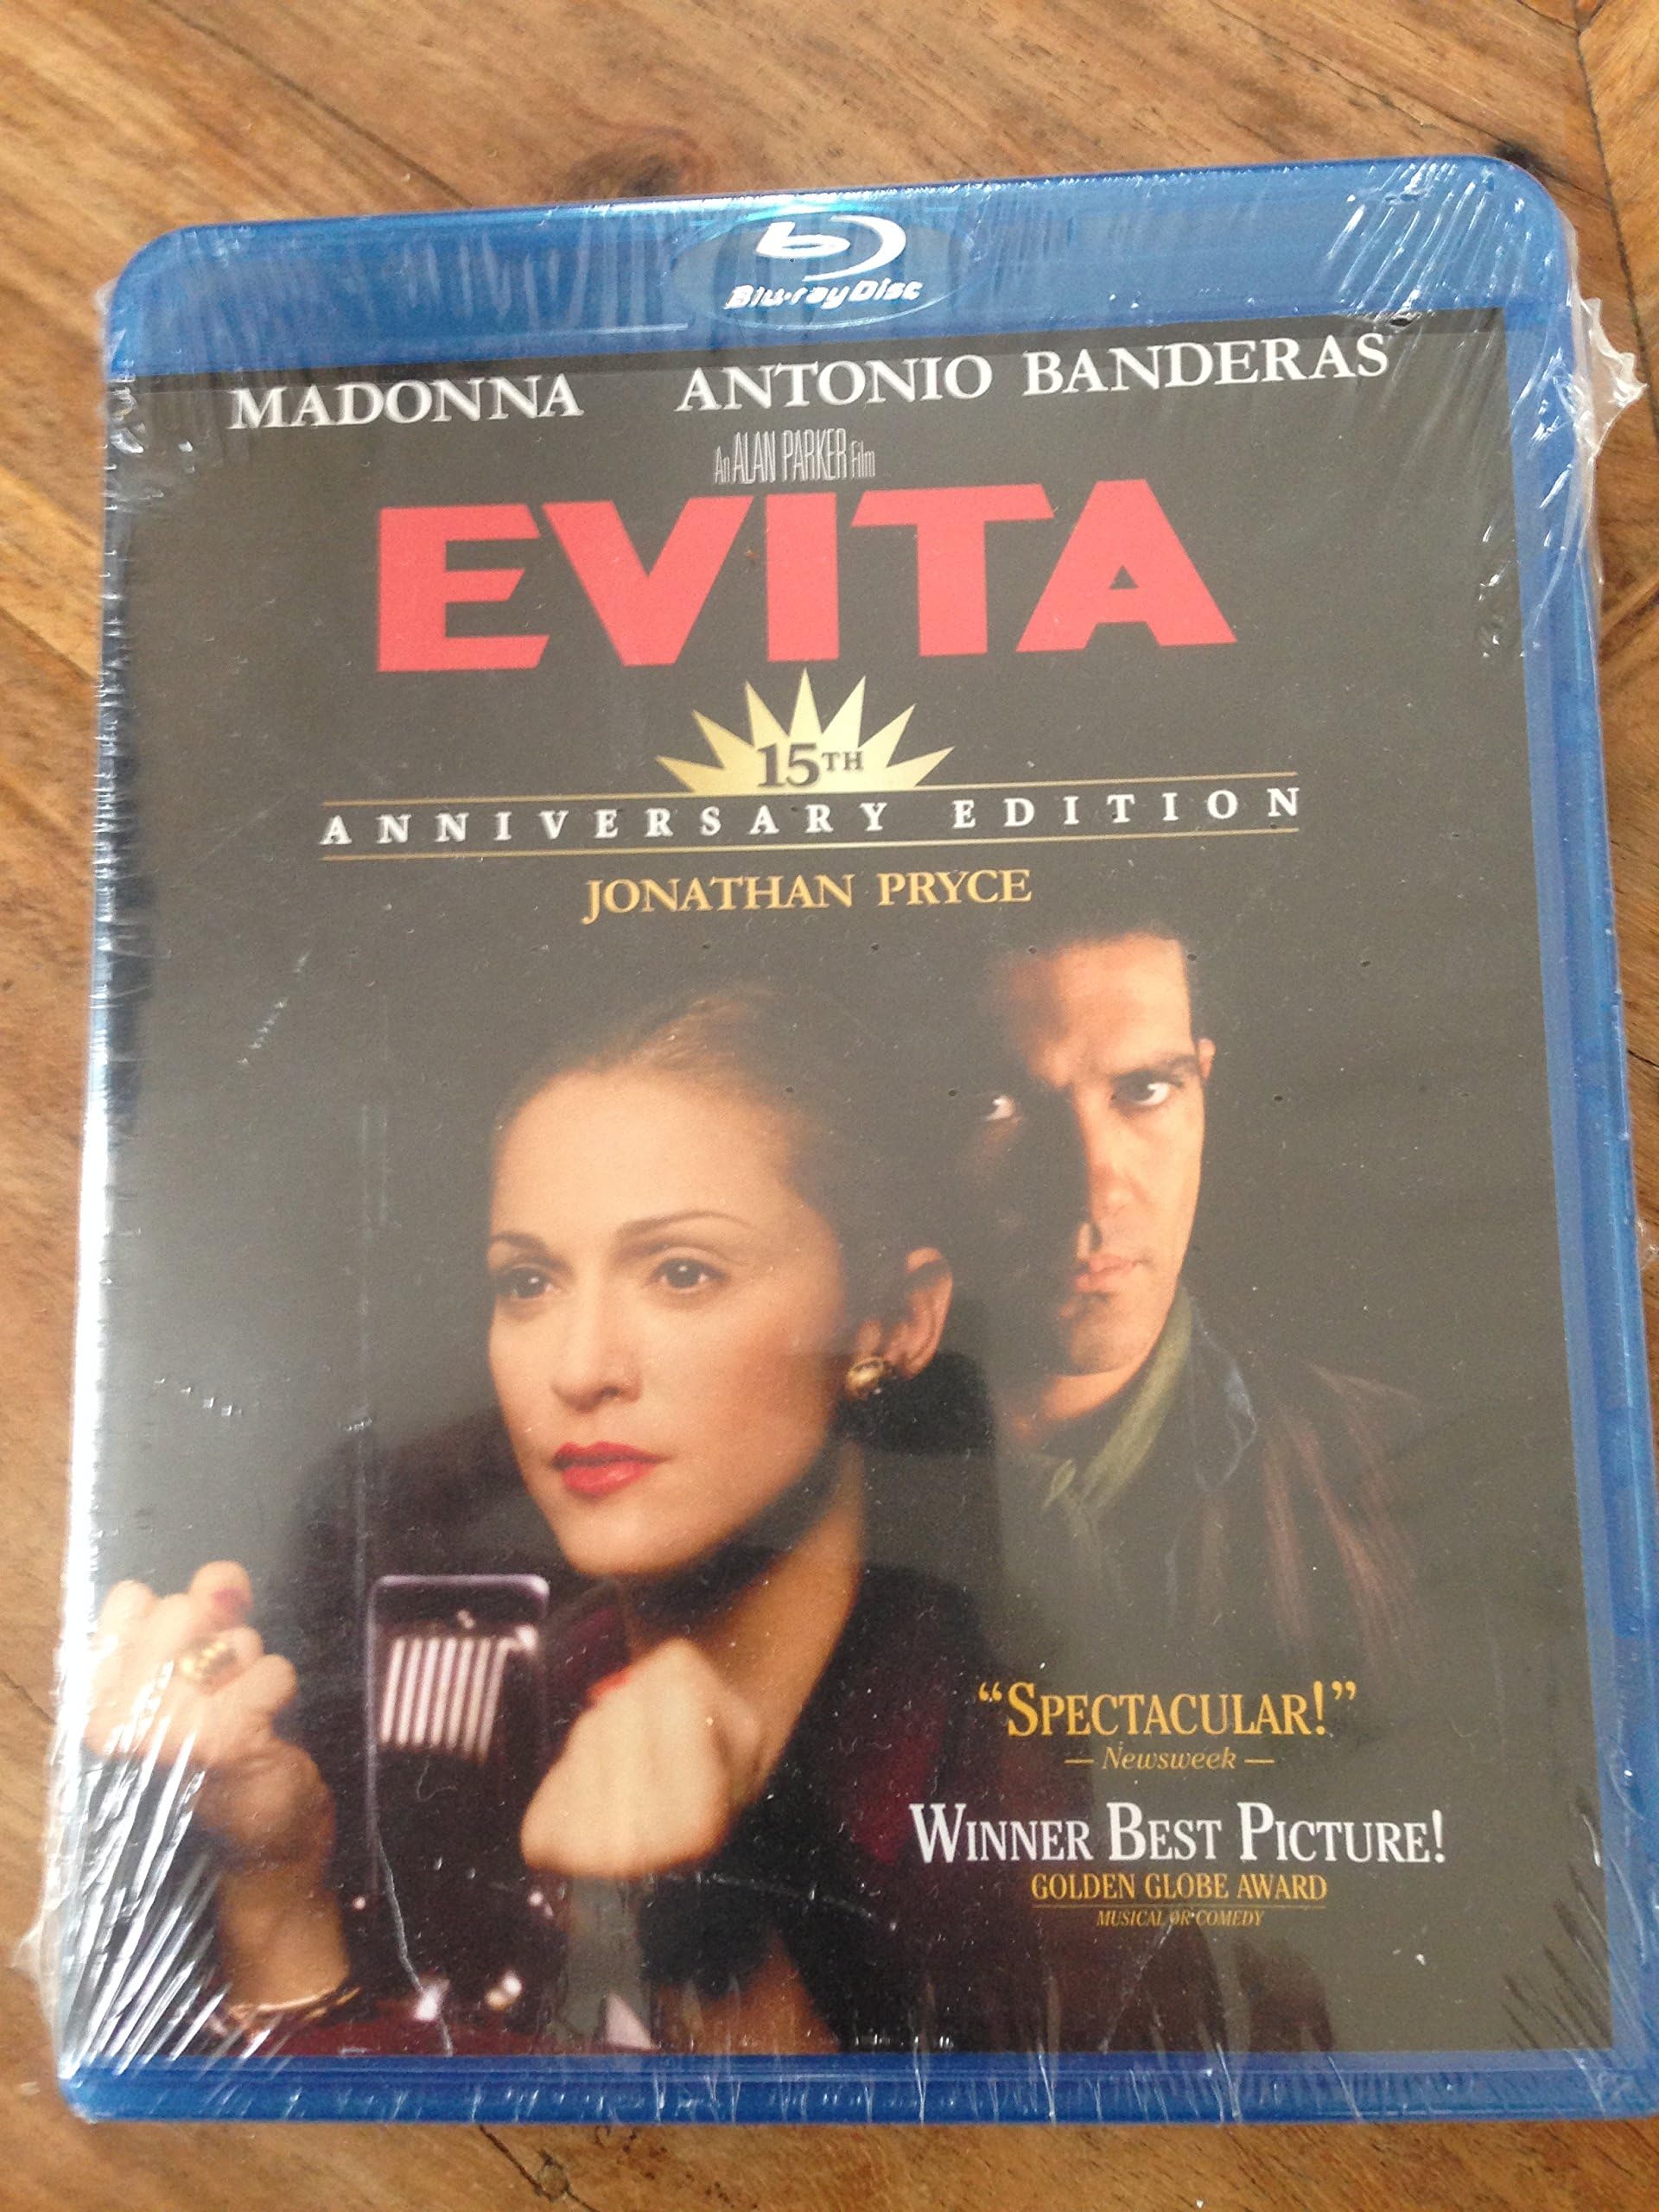 Blu-ray Disc
MADONNA ANTONIO BANDERAS
An ALAN PARKER Film
EVITA
15TH
ANNIVERSARY EDITION
JONATHAN PRYCE
“SPECTACULAR!”
— Newsweek —
WINNER BEST PICTURE!
GOLDEN GLOBE AWARD
MUSICAL OR COMEDY